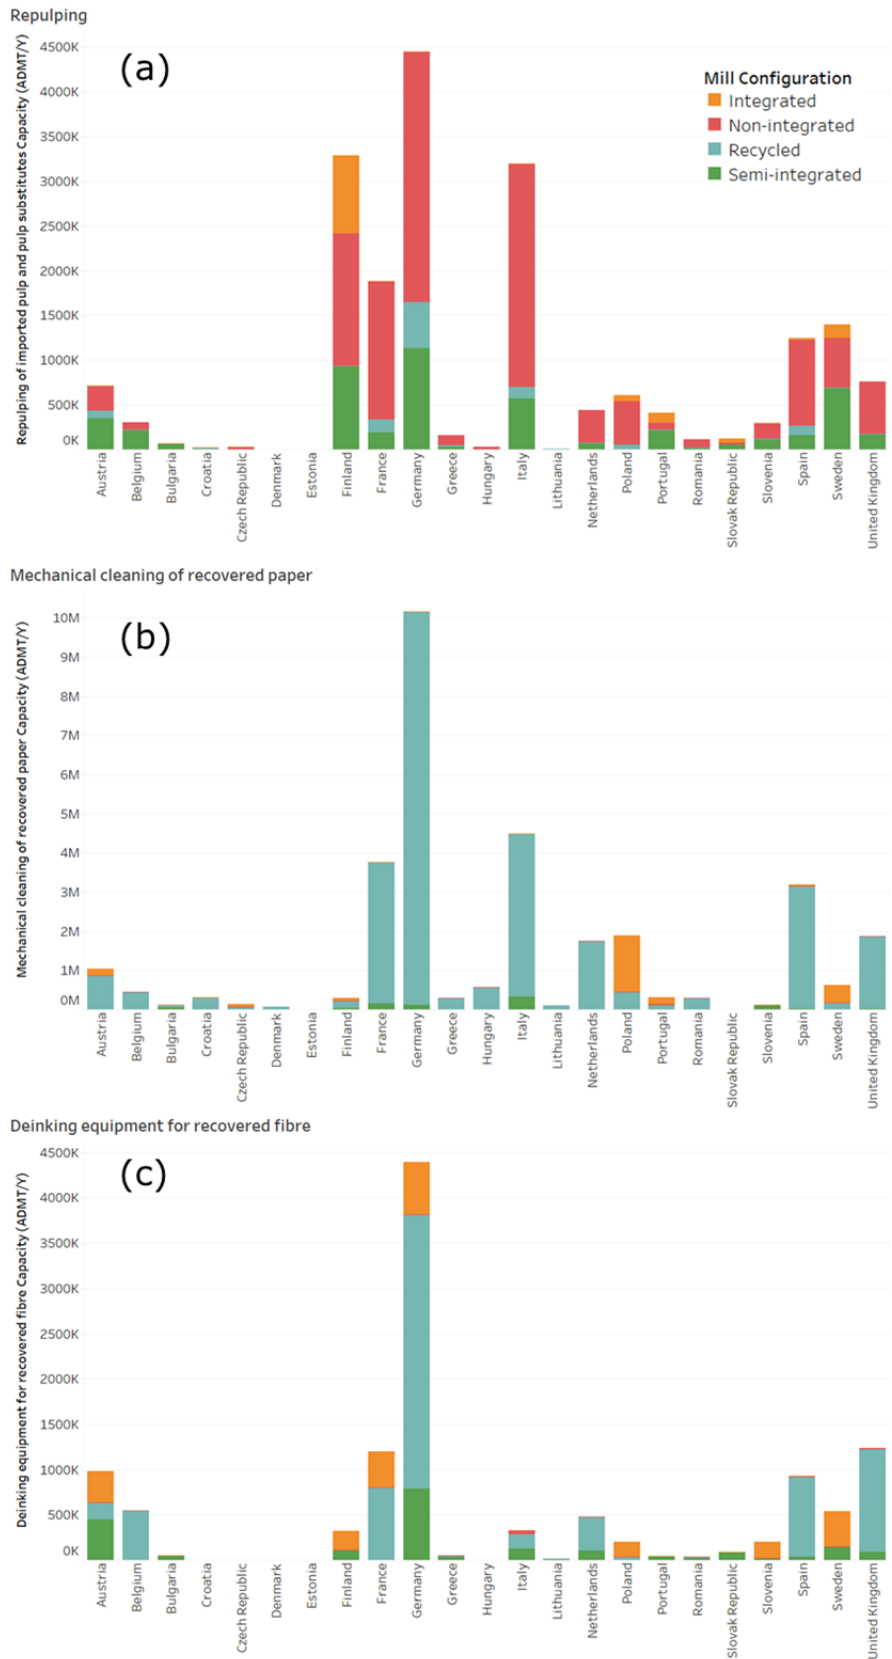 Repulping
(a)
Repulping of imported pulp and pulp substitutes Capacity (ADMT/Y)
4500K
4000K
3500K
3000K
2500K
2000K
1500K
1000K
500K
0K
Mill Configuration
Integrated
Non-integrated
Recycled
Semi-integrated
Austria
Belgium
Bulgaria
Croatia
Czech Republic
Denmark
Estonia
Finland
France
Germany
Greece
Hungary
Italy
Lithuania
Netherlands
Poland
Portugal
Romania
Slovak Republic
Slovenia
Spain
Sweden
United Kingdom
Mechanical cleaning of recovered paper
(b)
Mechanical cleaning of recovered paper Capacity (ADMT/Y)
10M
9M
8M
7M
6M
5M
4M
3M
2M
1M
0M
Austria
Belgium
Bulgaria
Croatia
Czech Republic
Denmark
Estonia
Finland
France
Germany
Greece
Hungary
Italy
Lithuania
Netherlands
Poland
Portugal
Romania
Slovak Republic
Slovenia
Spain
Sweden
United Kingdom
Deinking equipment for recovered fibre
(c)
Deinking equipment for recovered fibre Capacity (ADMT/Y)
4500K
4000K
3500K
3000K
2500K
2000K
1500K
1000K
500K
0K
Austria
Belgium
Bulgaria
Croatia
Czech Republic
Denmark
Estonia
Finland
France
Germany
Greece
Hungary
Italy
Lithuania
Netherlands
Poland
Portugal
Romania
Slovak Republic
Slovenia
Spain
Sweden
United Kingdom